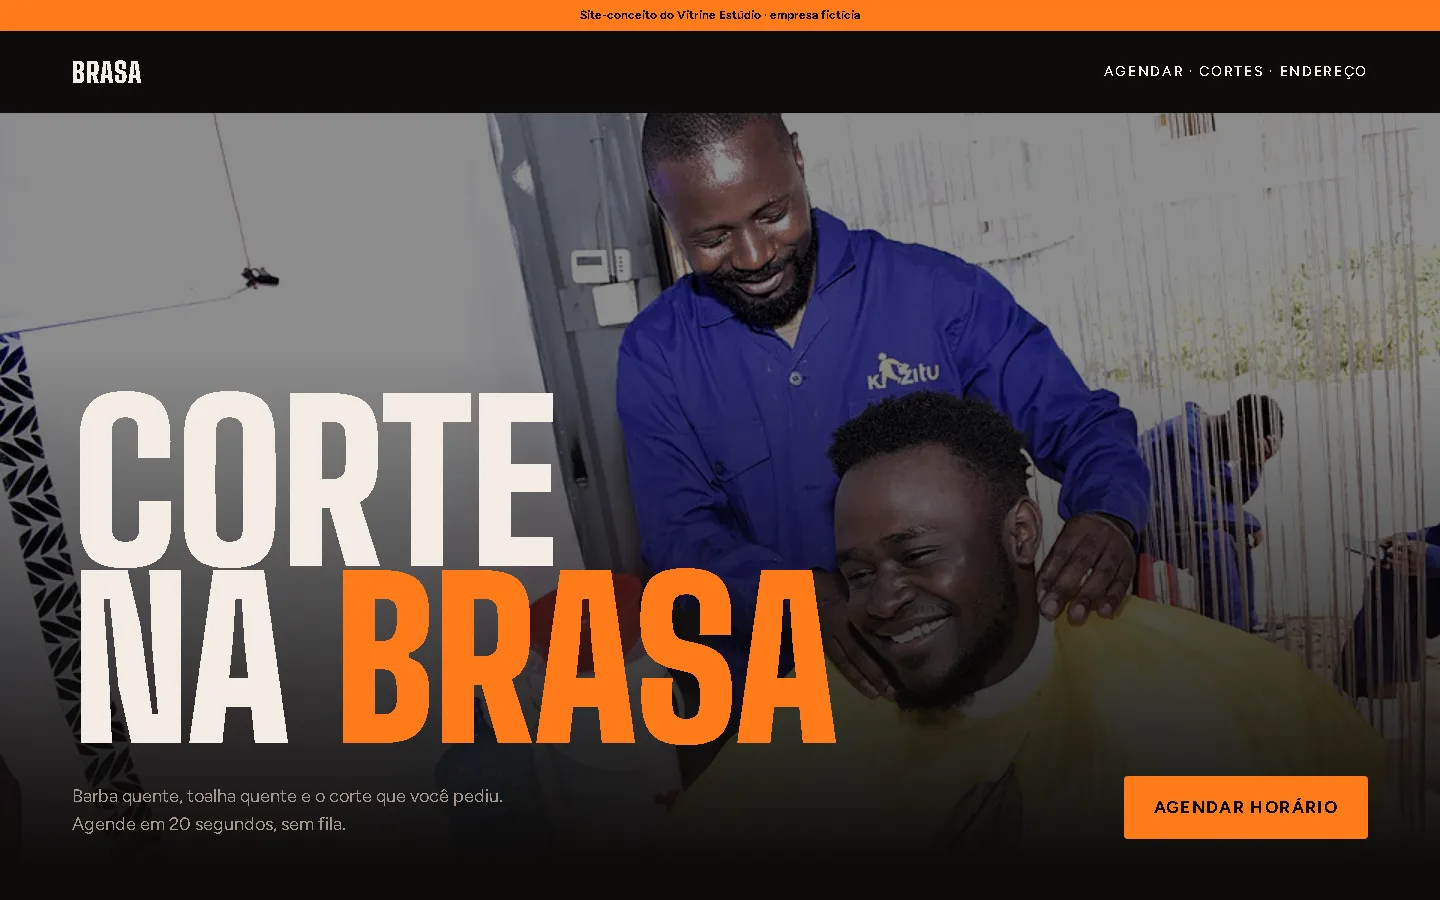 Site-conceito do Vitrine Estúdio · empresa fictícia
BRASA
AGENDAR · CORTES · ENDEREÇO
KAZITU
CORTE
NA BRASA
Barba quente, toalha quente e o corte que você pediu.
Agende em 20 segundos, sem fila.
AGENDAR HORÁRIO